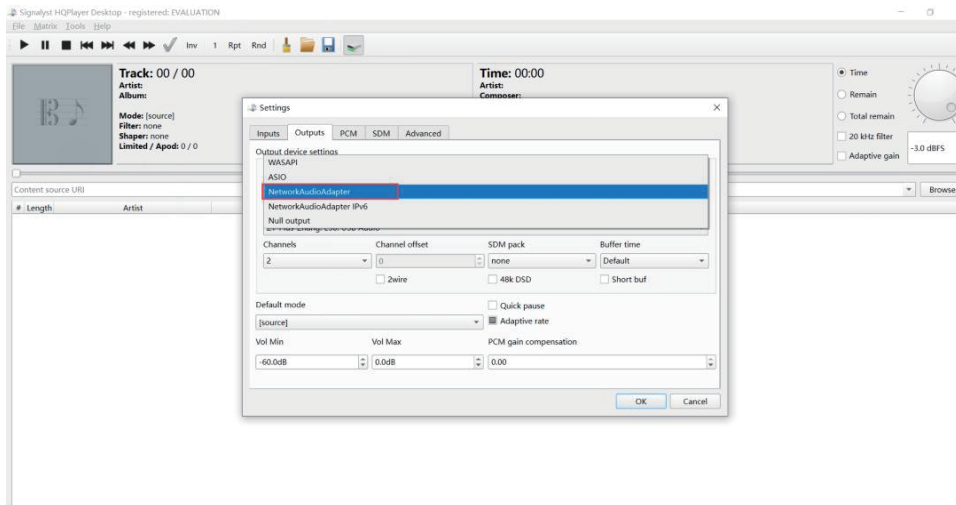 Signalyst HQPlayer Desktop - registered: EVALUATION
File Matrix Tools Help
Inv 1 Rpt Rnd
Track: 00 / 00
Artist:
Album:
Mode: [source]
Filter: none
Shaper: none
Limited / Apod: 0 / 0
Time: 00:00
Artist:
Composer:
Time
Remain
Total remain
20 kHz filter
Adaptive gain
-3.0 dBFS
Content source URI
Browse
# Length Artist
Settings
Inputs Outputs PCM SDM Advanced
Output device settings
WASAPI
ASIO
NetworkAudioAdapter
NetworkAudioAdapter IPv6
Null output
Channels Channel offset SDM pack Buffer time
2 0 none Default
2wire 48k DSD Short buf
Default mode
Quick pause
[source]
Adaptive rate
Vol Min Vol Max PCM gain compensation
-60.0dB 0.0dB 0.00
OK Cancel